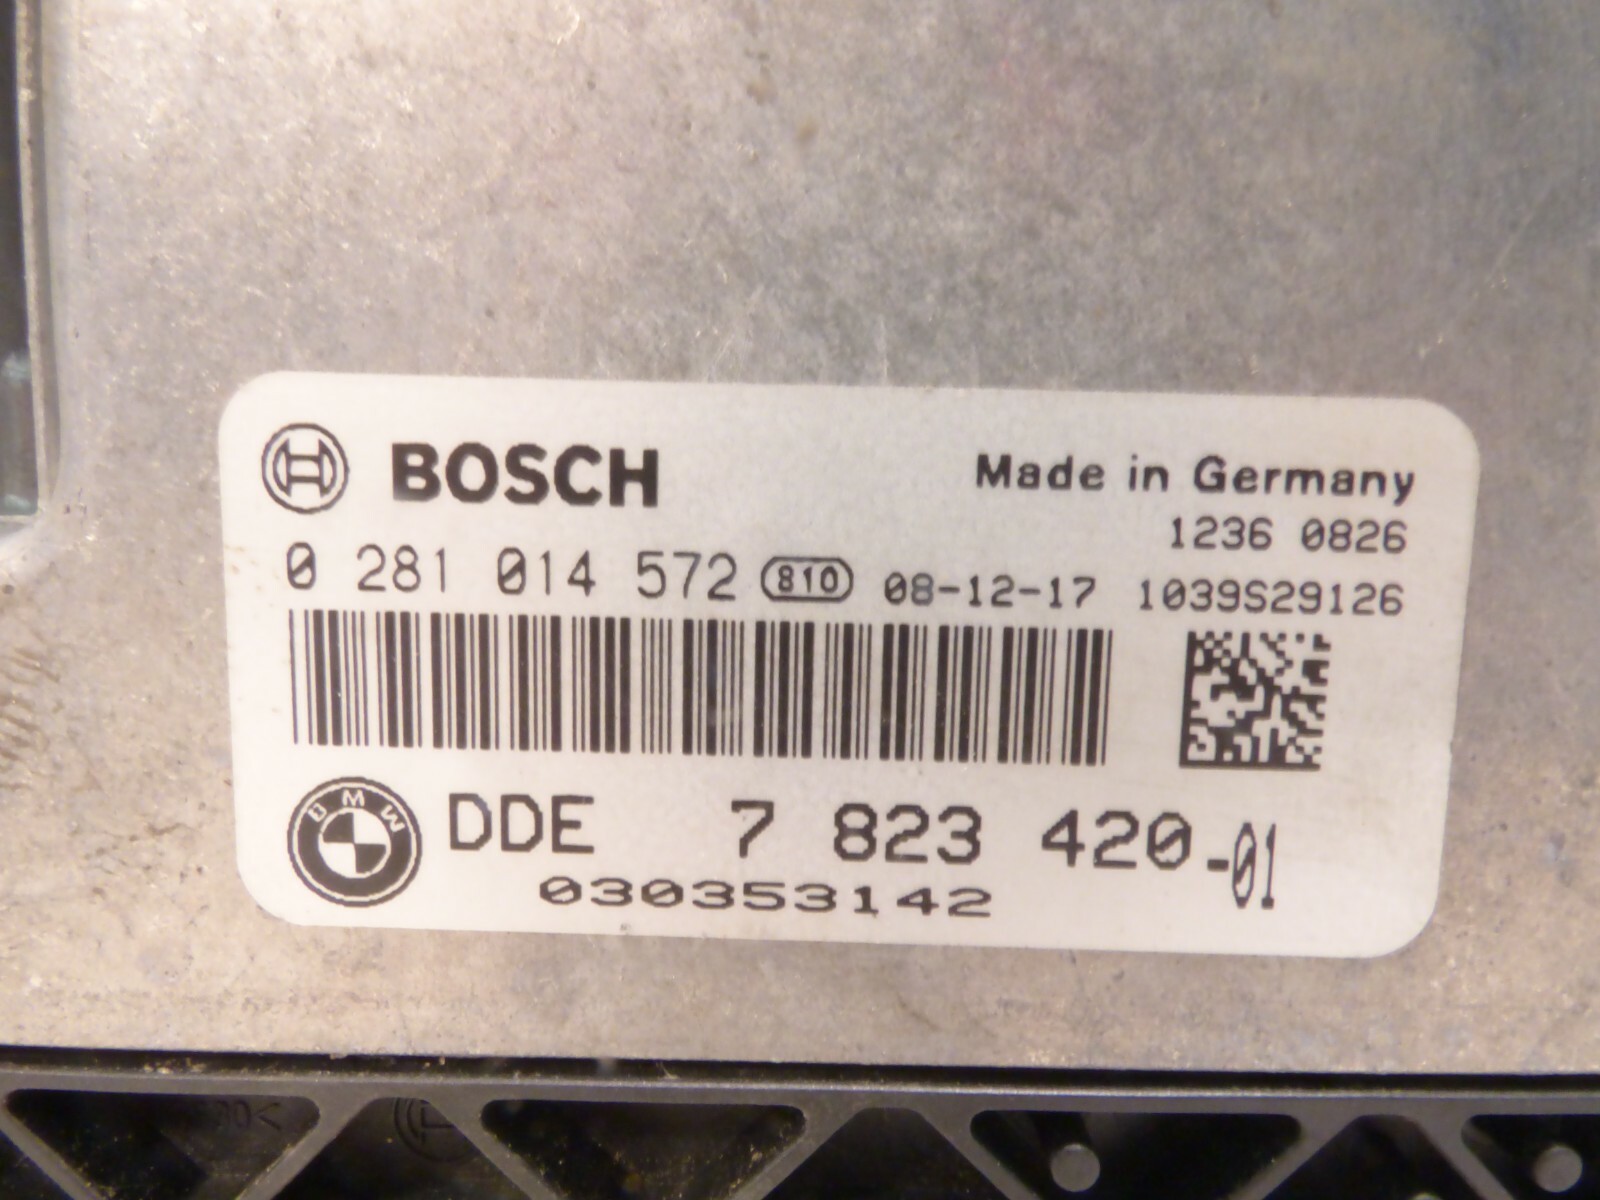 BOSCH
Made in Germany
1236 0826
0 281 014 572 810 08-12-17 1039S29126
BMW
DDE 7 823 420-01
030353142